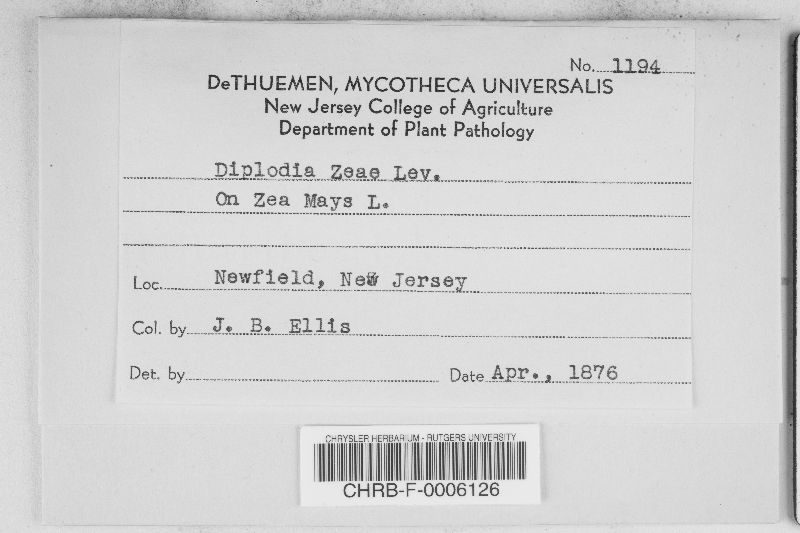 No. 1194
DeTHUEMEN, MYCOTHECA UNIVERSALIS
New Jersey College of Agriculture
Department of Plant Pathology
Diplodia Zeae Lev.
On Zea Mays L.
Loc. Newfield, New Jersey
Col. by J. B. Ellis
Det. by
Date Apr., 1876
CHRYSLER HERBARIUM - RUTGERS UNIVERSITY
CHRB-F-0006126